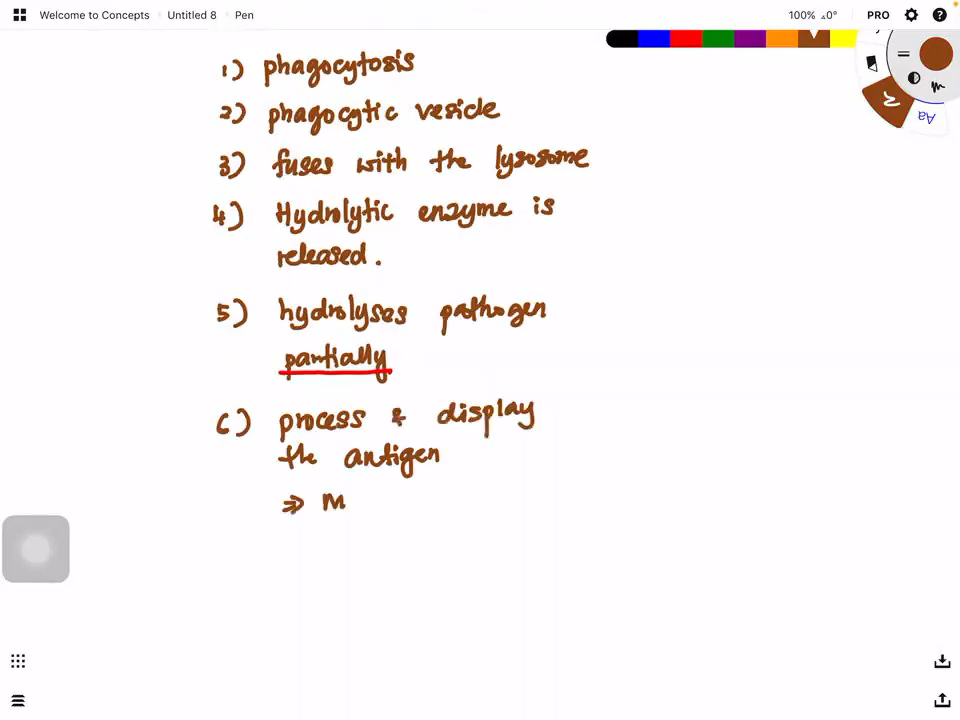 Welcome to Concepts Untitled 8 Pen 100% ⊿0° PRO
Aa
1) phagocytosis
2) phagocytic vesicle
3) fuses with the lysosome
4) Hydrolytic enzyme is
released.
5) hydrolyses pathogen
partially
6) process & display
the antigen
⇒ M